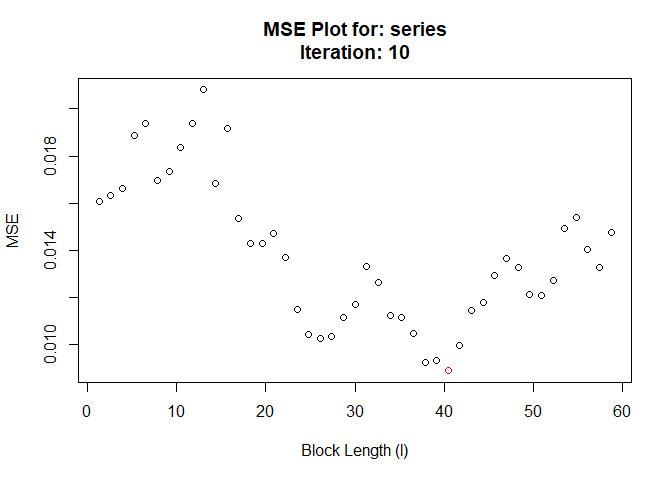 MSE Plot for: series
Iteration: 10
MSE
0.018
0.014
0.010
0 10 20 30 40 50 60
Block Length (l)